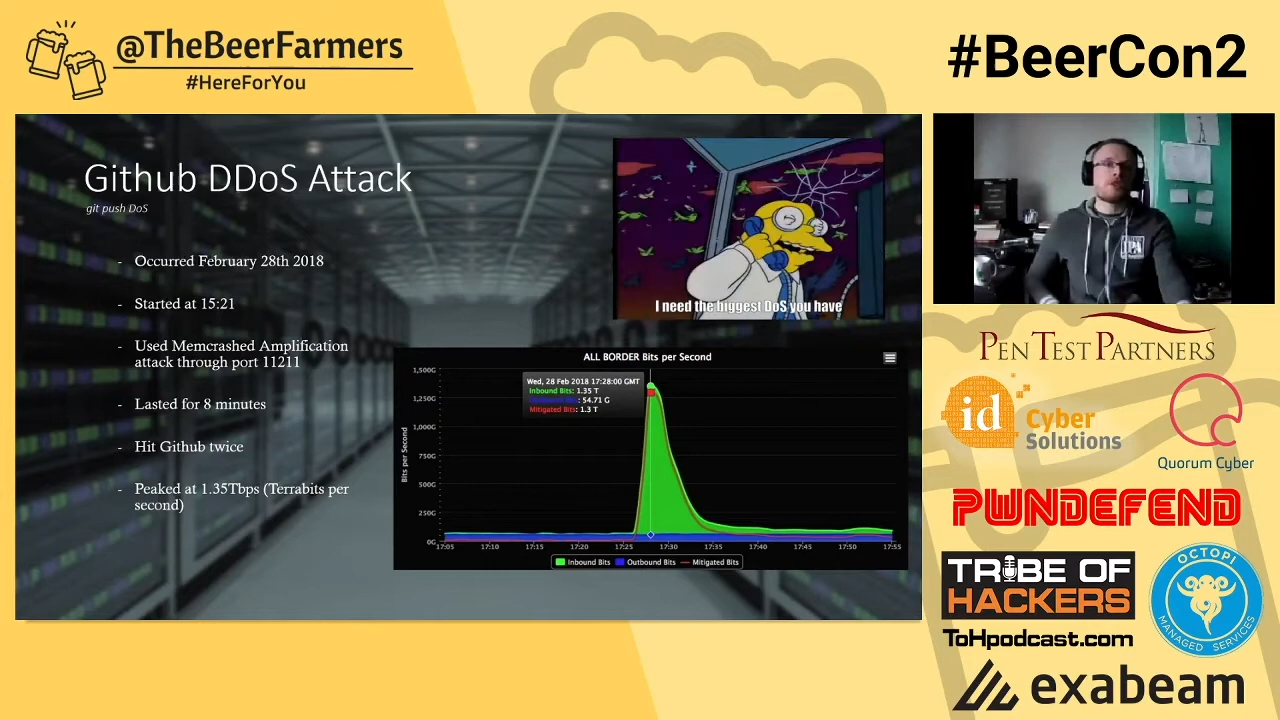 @TheBeerFarmers
#HereForYou
#BeerCon2
Github DDoS Attack
git push DoS
- Occurred February 28th 2018
- Started at 15:21
- Used Memcrashed Amplification
attack through port 11211
- Lasted for 8 minutes
- Hit Github twice
- Peaked at 1.35Tbps (Terrabits per
second)
I need the biggest DoS you have
ALL BORDER Bits per Second
Wed, 28 Feb 2018 17:28:00 GMT
Inbound Bits: 1.35 T
Outbound Bits: 54.71 G
Mitigated Bits: 1.3 T
Bits per Second
1,500G
1,250G
1,000G
750G
500G
250G
0G
17:05 17:10 17:15 17:20 17:25 17:30 17:35 17:40 17:45 17:50 17:55
Inbound Bits Outbound Bits Mitigated Bits
PEN TEST PARTNERS
id Cyber
Solutions
Quorum Cyber
PWNDEFEND
TRIBE OF
HACKERS
ToHpodcast.com
OCTOPI
MANAGED SERVICES
exabeam